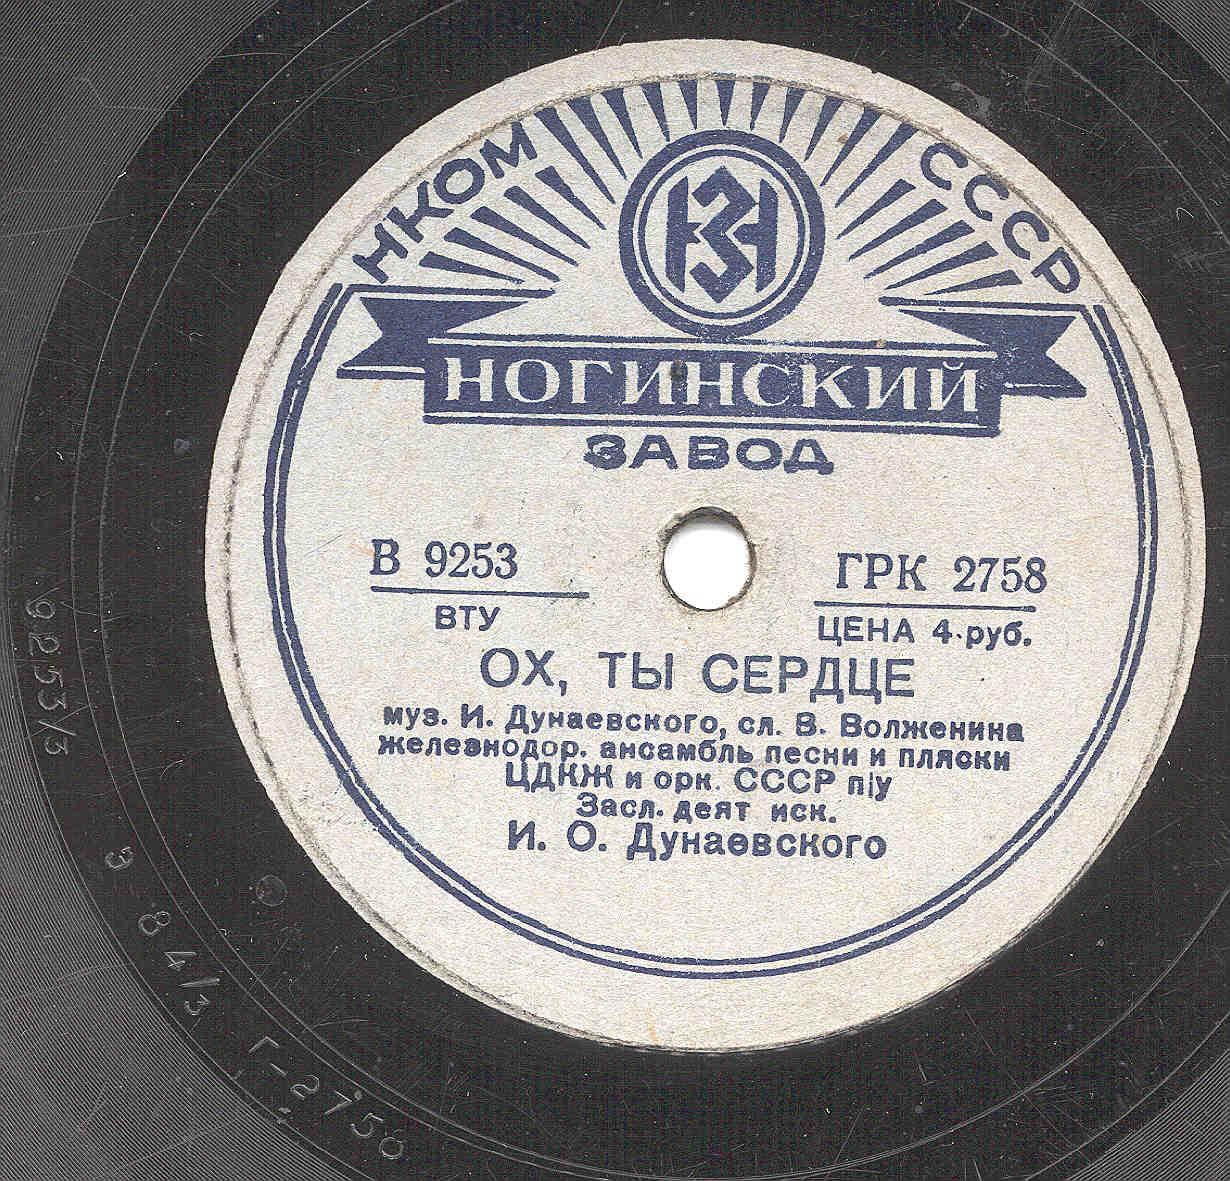 НКОМ СССР
НЗ
НОГИНСКИЙ
ЗАВОД
В 9253 ГРК 2758
ВТУ ЦЕНА 4 руб.
ОХ, ТЫ СЕРДЦЕ
муз. И. Дунаевского, сл. В. Волженина
железнодор. ансамбль песни и пляски
ЦДКЖ и орк. СССР п/у
Засл. деят иск.
И. О. Дунаевского
9253/3
3 84/3 Г-2758